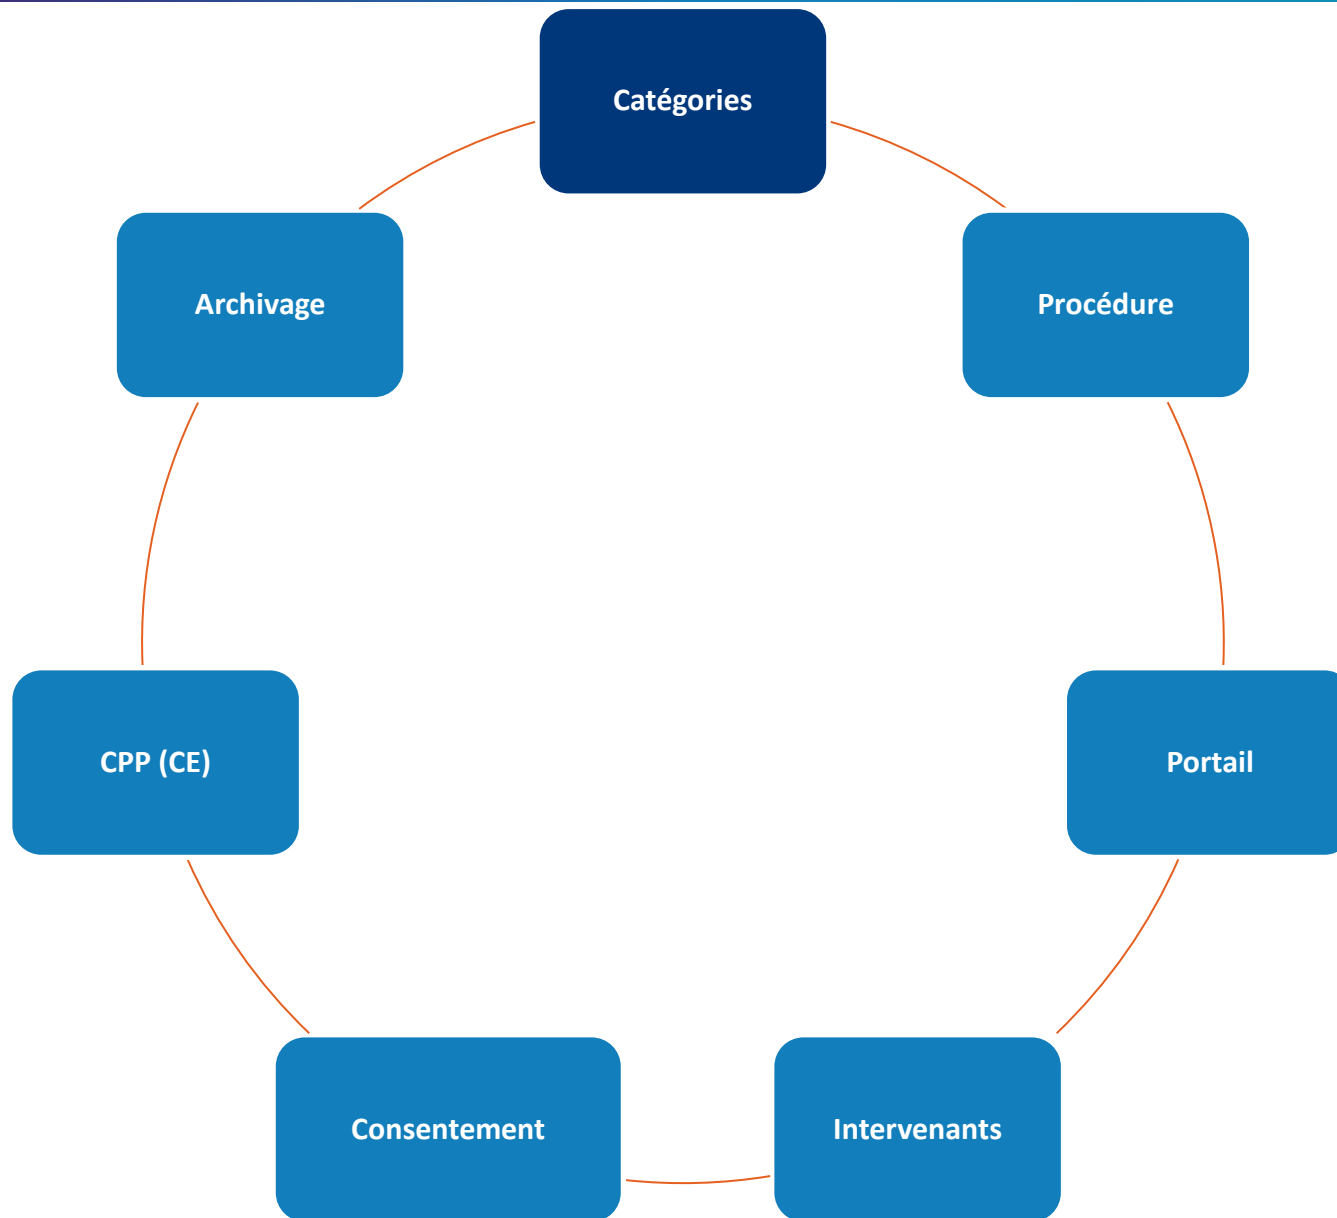 Catégories
Archivage
Procédure
CPP (CE)
Portail
Consentement
Intervenants